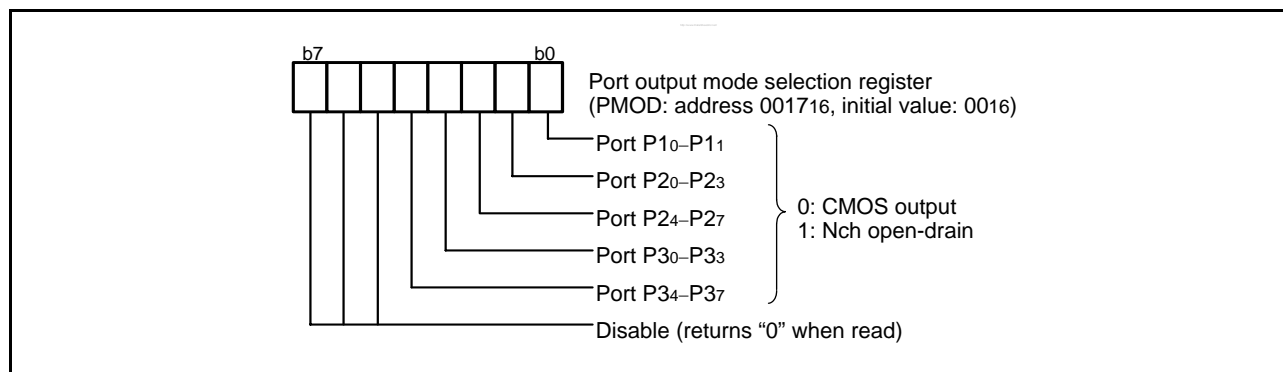 b7 b0
Port output mode selection register
(PMOD: address 001716, initial value: 0016)
Port P10–P11
Port P20–P23
Port P24–P27
0: CMOS output
1: Nch open-drain
Port P30–P33
Port P34–P37
Disable (returns “0” when read)